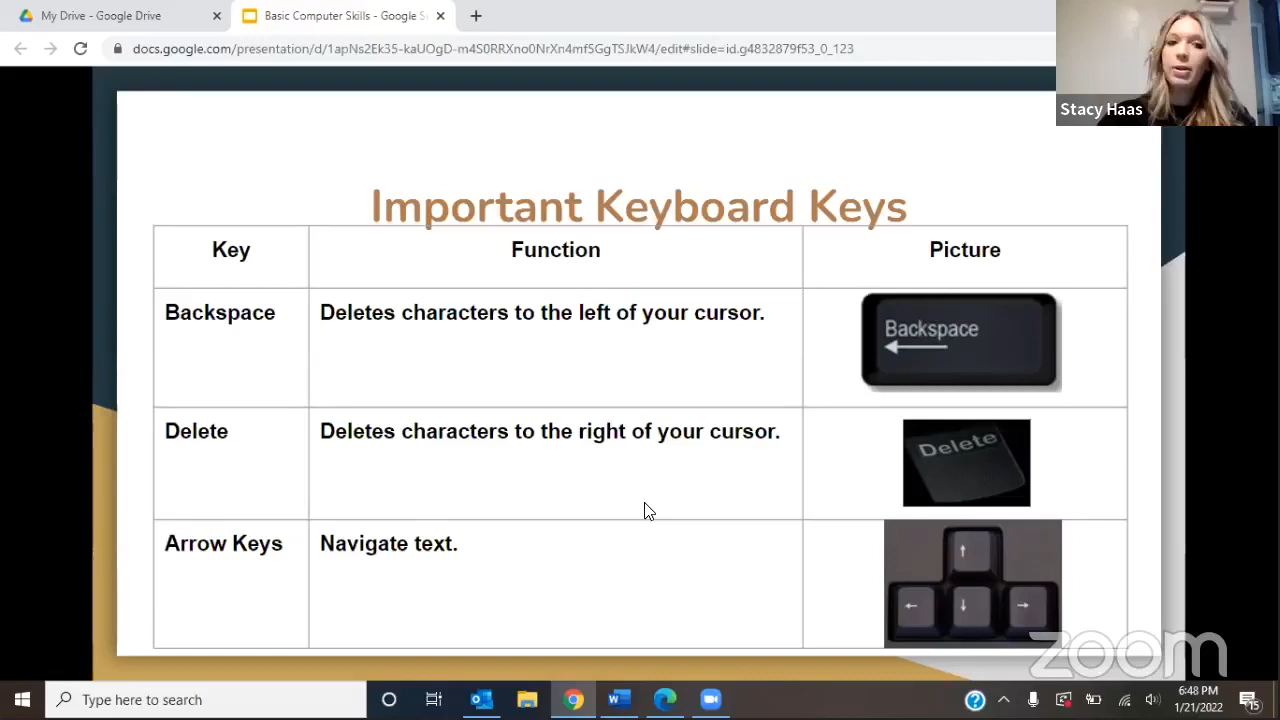 My Drive - Google Drive
Basic Computer Skills - Google S
docs.google.com/presentation/d/1apNs2Ek35-kaUOgD-m4S0RRXno0NrXn4mf5GgTSJkW4/edit#slide=id.g4832879f53_0_123
Stacy Haas
Important Keyboard Keys
Key Function Picture
Backspace Deletes characters to the left of your cursor. Backspace
Delete Deletes characters to the right of your cursor. Delete
Arrow Keys Navigate text.
zoom
Type here to search
6:48 PM
1/21/2022
15